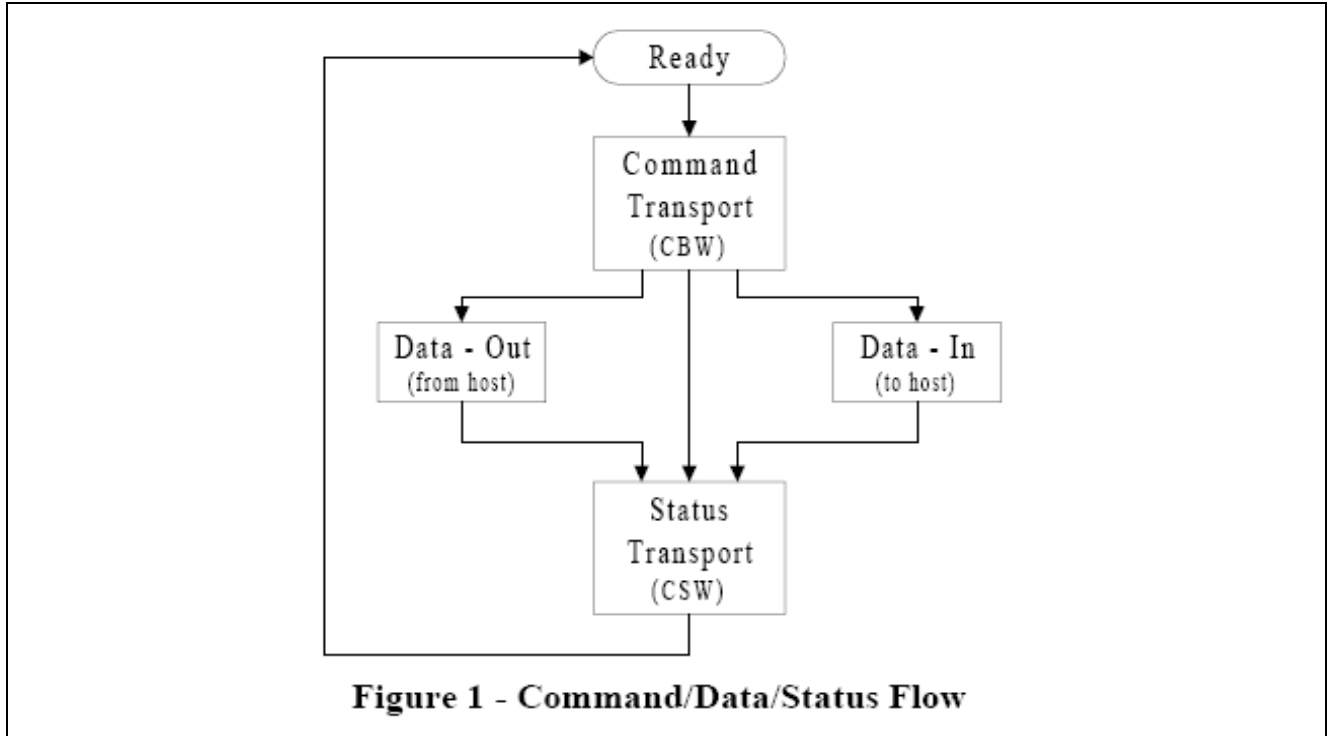 Ready
Command
Transport
(CBW)
Data - Out
(from host)
Data - In
(to host)
Status
Transport
(CSW)
Figure 1 - Command/Data/Status Flow